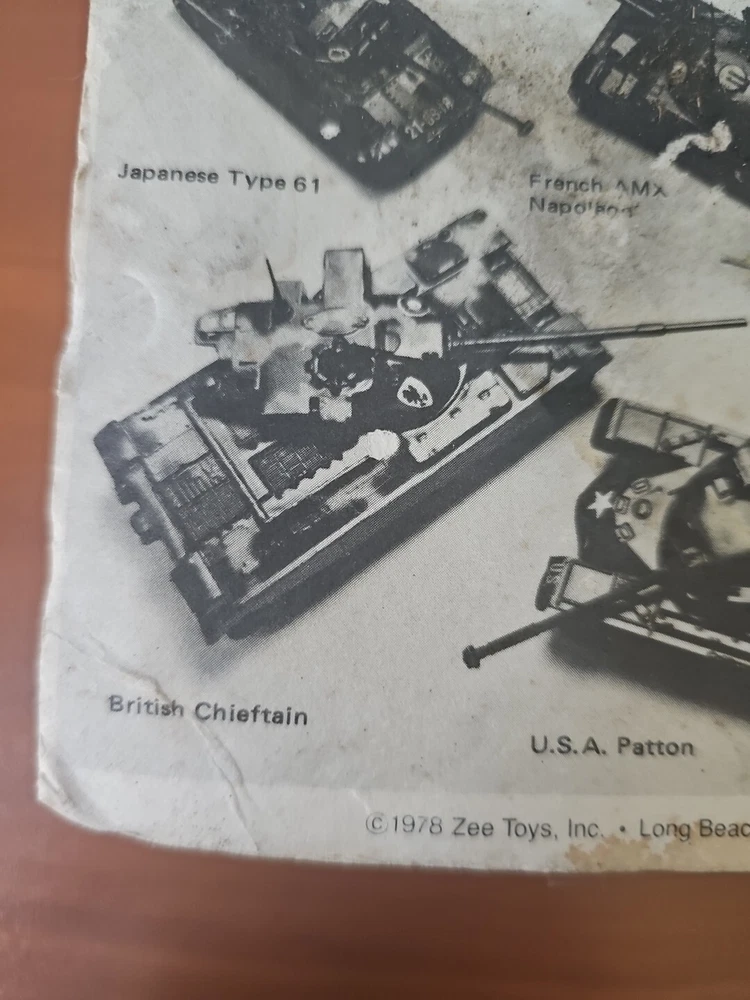 Japanese Type 61
French AMX
British Chieftain
U.S.A. Patton
©1978 Zee Toys, Inc. • Long Beac